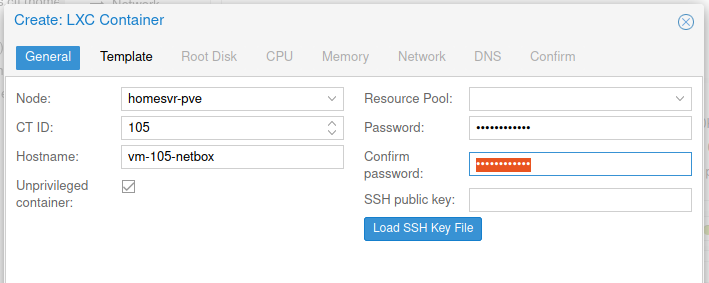 Create: LXC Container
General Template Root Disk CPU Memory Network DNS Confirm
Node: homesvr-pve Resource Pool:
CT ID: 105 Password: ••••••••••••
Hostname: vm-105-netbox Confirm password: ••••••••••••
Unprivileged container:
SSH public key:
Load SSH Key File